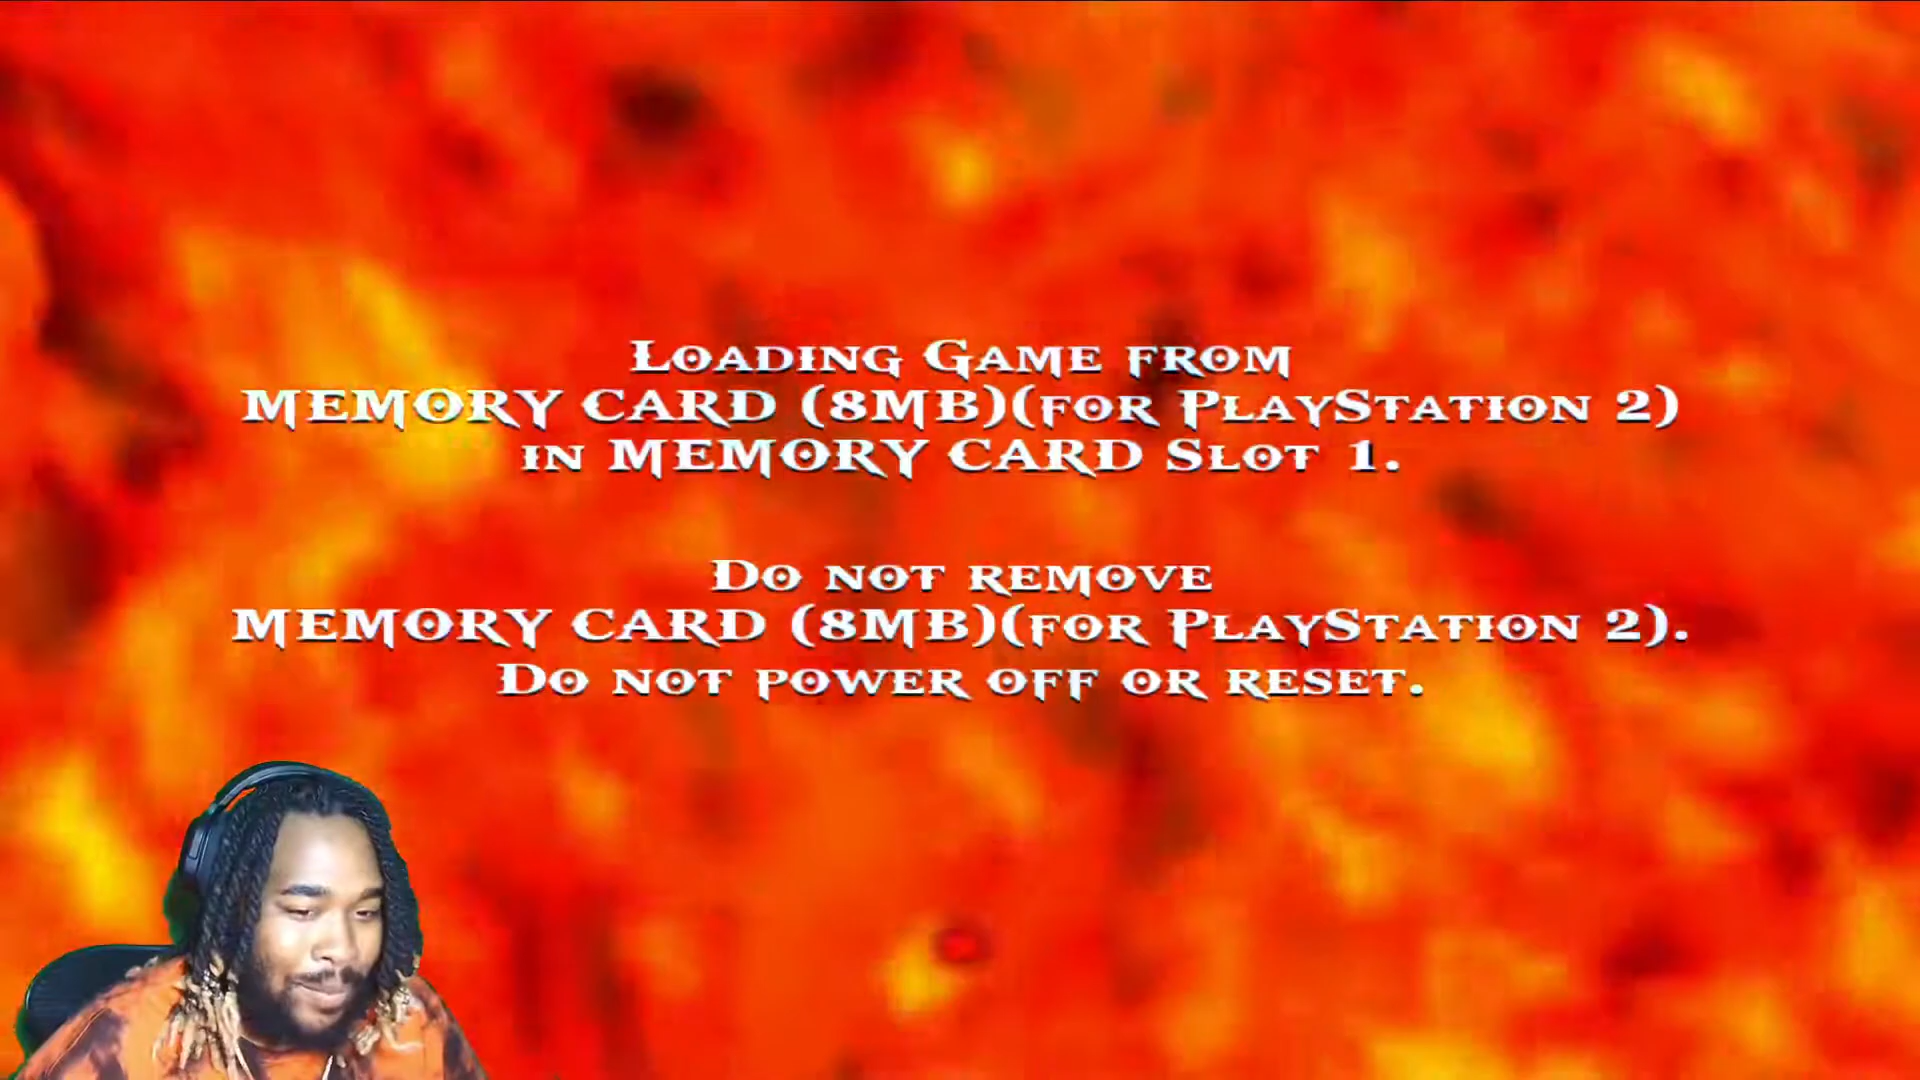 Loading Game from
MEMORY CARD (8MB)(for PlayStation 2)
in MEMORY CARD Slot 1.
Do not remove
MEMORY CARD (8MB)(for PlayStation 2).
Do not power off or reset.